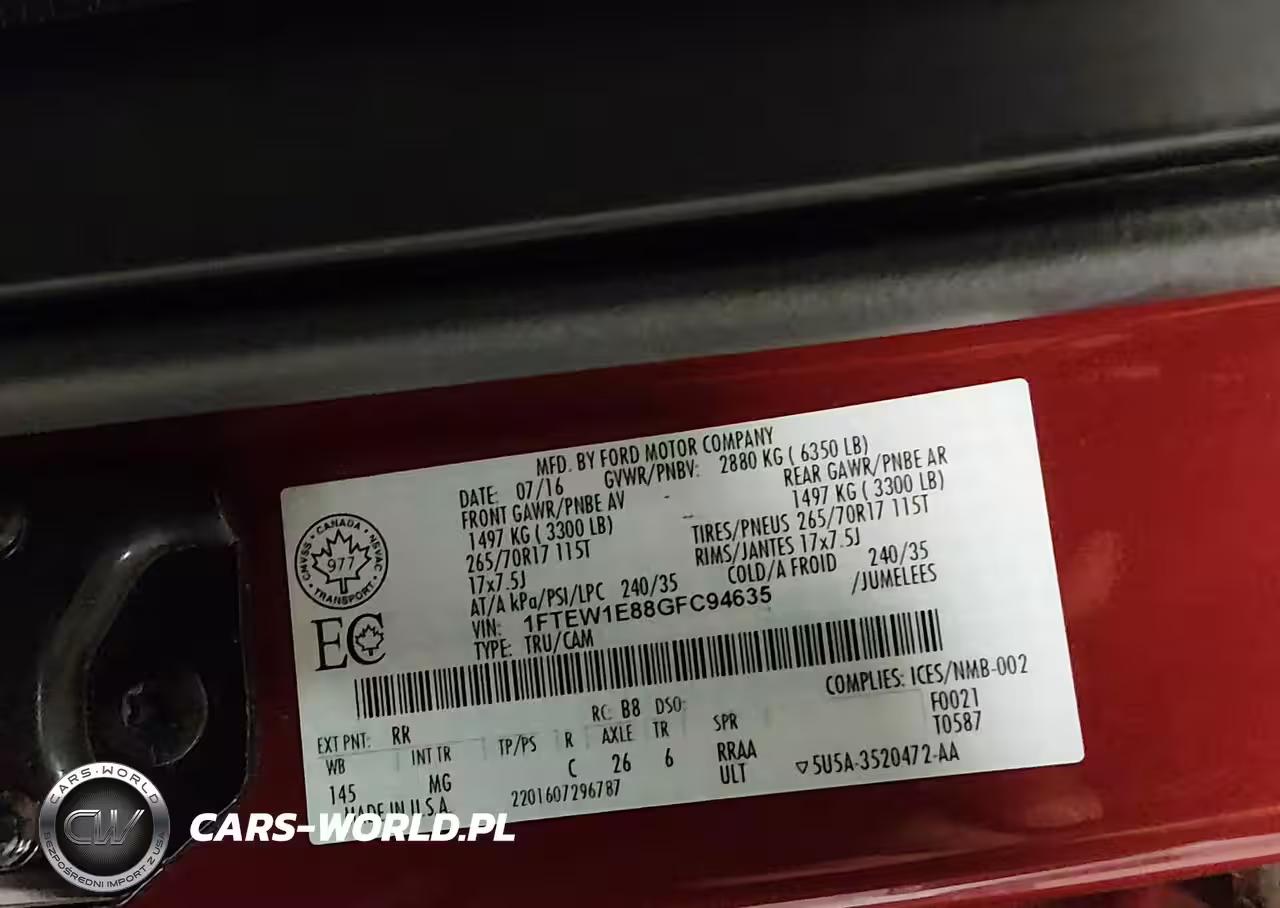 MFD. BY FORD MOTOR COMPANY
DATE: 07/16 GVWR/PNBV: 2880 KG ( 6350 LB)
FRONT GAWR/PNBE AV REAR GAWR/PNBE AR
1497 KG ( 3300 LB) 1497 KG ( 3300 LB)
265/70R17 115T TIRES/PNEUS 265/70R17 115T
17x7.5J RIMS/JANTES 17x7.5J
AT/A kPa/PSI/LPC 240/35 COLD/A FROID 240/35
VIN: 1FTEW1E88GFC94635 /JUMELEES
TYPE: TRU/CAM
CANADA
CMVSS • NSVAC
977
TRANSPORT
EC
COMPLIES: ICES/NMB-002
EXT PNT: RR RC: B8 DSO: F0021
WB INT TR TP/PS R AXLE TR SPR T0587
145 MG C 26 6 RRAA
MADE IN U.S.A. 2201607296787 ULT ▽5U5A-3520472-AA
CARS-WORLD
CW
BEZPOŚREDNI IMPORT Z USA
CARS-WORLD.PL